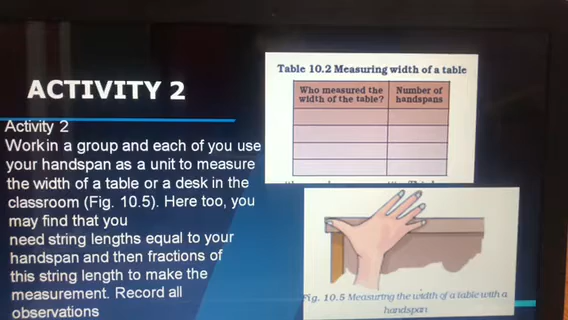 ACTIVITY 2
Activity 2
Workin a group and each of you use
your handspan as a unit to measure
the width of a table or a desk in the
classroom (Fig. 10.5). Here too, you
may find that you
need string lengths equal to your
handspan and then fractions of
this string length to make the
measurement. Record all
observations
Table 10.2 Measuring width of a table
Who measured the
width of the table?
Number of
handspans
Fig. 10.5 Measuring the width of a table with a
handspan